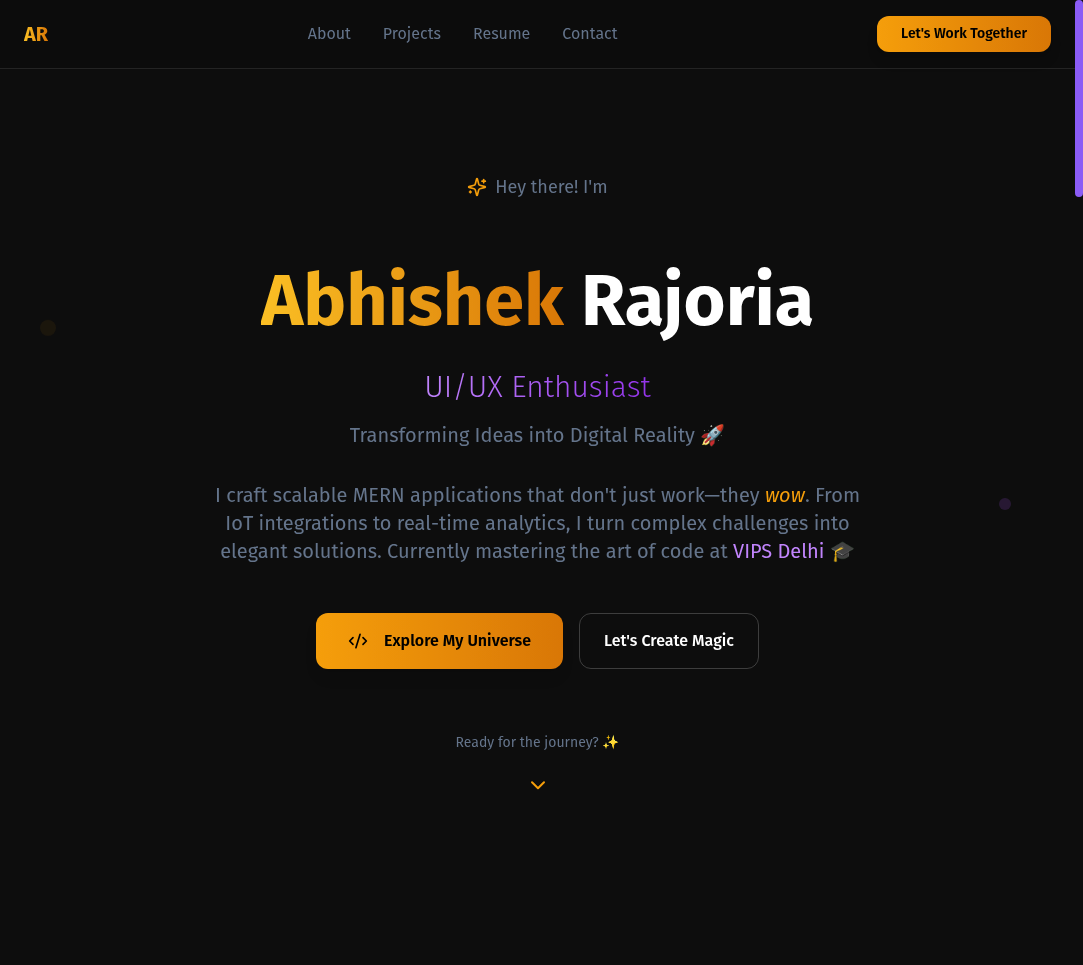 AR
About Projects Resume Contact
Let's Work Together
Hey there! I'm
Abhishek Rajoria
UI/UX Enthusiast
Transforming Ideas into Digital Reality 🚀
I craft scalable MERN applications that don't just work—they wow. From
IoT integrations to real-time analytics, I turn complex challenges into
elegant solutions. Currently mastering the art of code at VIPS Delhi 🎓
</> Explore My Universe
Let's Create Magic
Ready for the journey? ✨